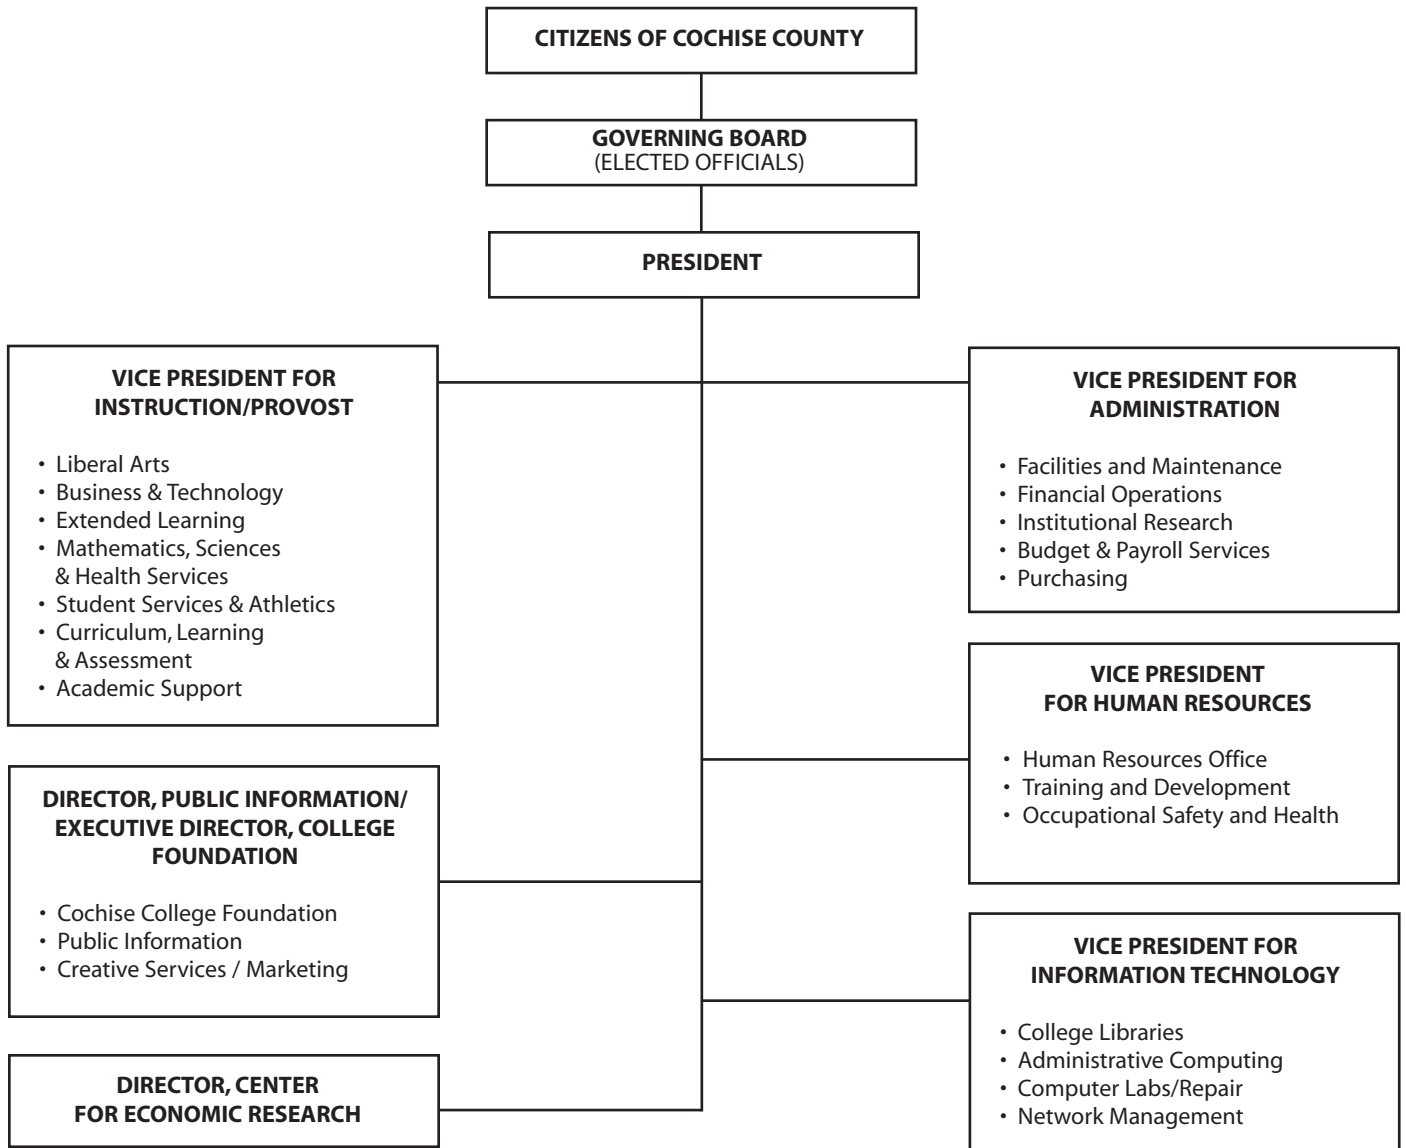 CITIZENS OF COCHISE COUNTY
GOVERNING BOARD
(ELECTED OFFICIALS)
PRESIDENT
VICE PRESIDENT FOR
INSTRUCTION/PROVOST
• Liberal Arts
• Business & Technology
• Extended Learning
• Mathematics, Sciences
& Health Services
• Student Services & Athletics
• Curriculum, Learning
& Assessment
• Academic Support
VICE PRESIDENT FOR
ADMINISTRATION
• Facilities and Maintenance
• Financial Operations
• Institutional Research
• Budget & Payroll Services
• Purchasing
VICE PRESIDENT
FOR HUMAN RESOURCES
• Human Resources Office
• Training and Development
• Occupational Safety and Health
DIRECTOR, PUBLIC INFORMATION/
EXECUTIVE DIRECTOR, COLLEGE
FOUNDATION
• Cochise College Foundation
• Public Information
• Creative Services / Marketing
VICE PRESIDENT FOR
INFORMATION TECHNOLOGY
• College Libraries
• Administrative Computing
• Computer Labs/Repair
• Network Management
DIRECTOR, CENTER
FOR ECONOMIC RESEARCH